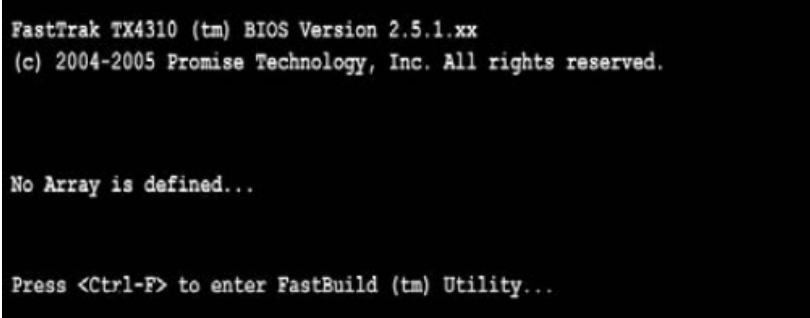 FastTrak TX4310 (tm) BIOS Version 2.5.1.xx
(c) 2004-2005 Promise Technology, Inc. All rights reserved.
No Array is defined...
Press <Ctrl-F> to enter FastBuild (tm) Utility...